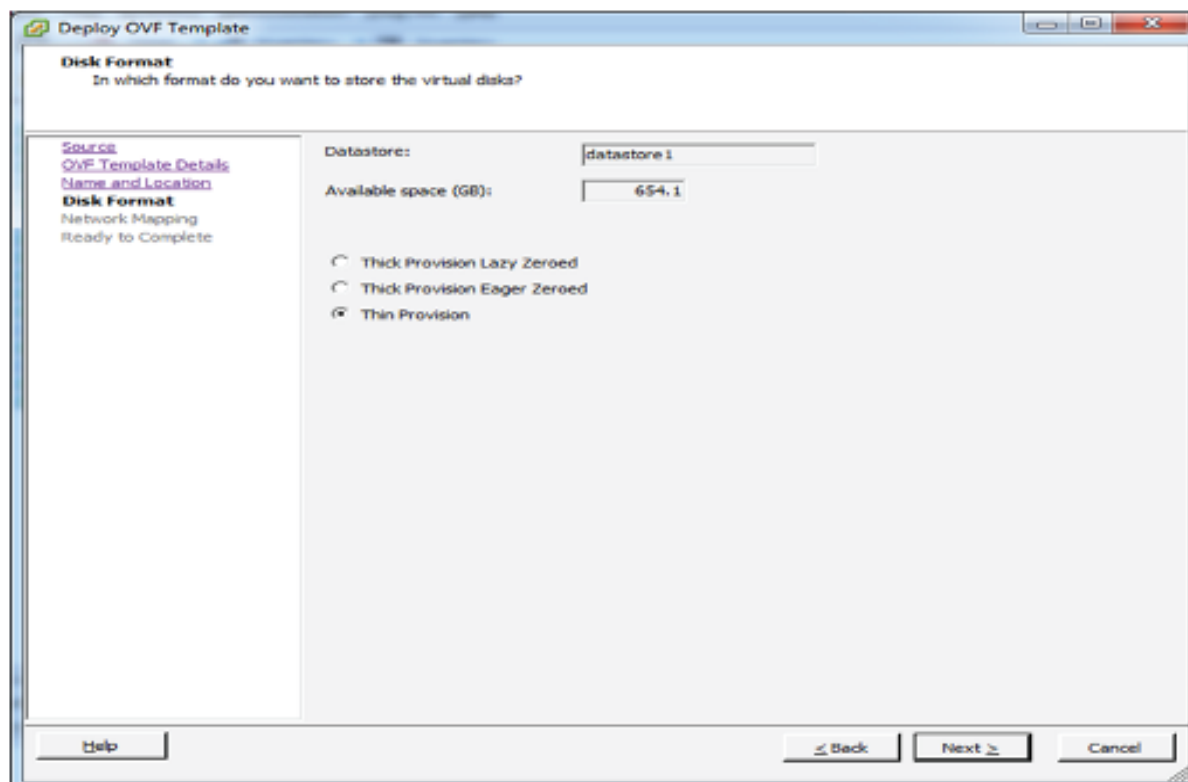 Deploy OVF Template
Disk Format
In which format do you want to store the virtual disks?
Source
OVF Template Details
Name and Location
Disk Format
Network Mapping
Ready to Complete
Datastore:
datastore1
Available space (GB):
654.1
Thick Provision Lazy Zeroed
Thick Provision Eager Zeroed
Thin Provision
Help
< Back
Next >
Cancel